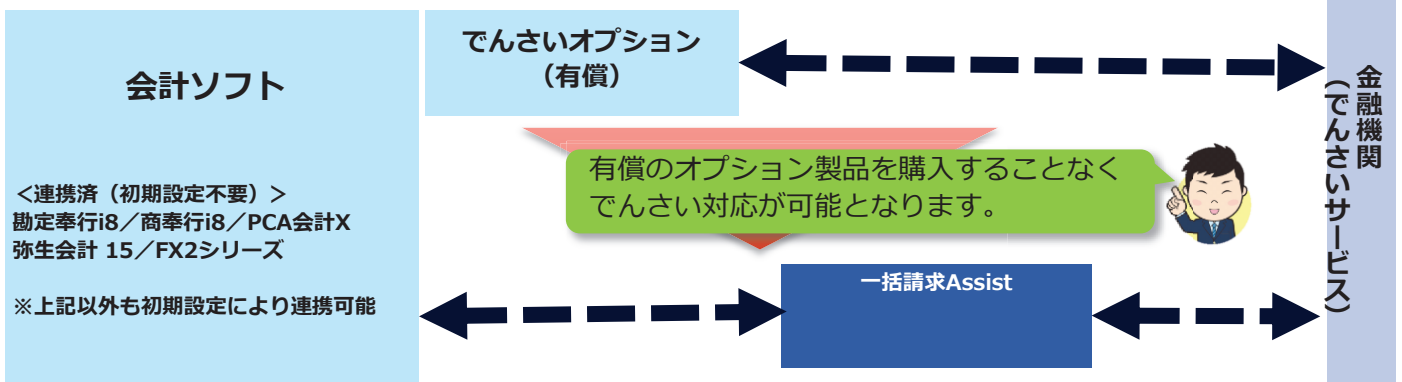 会計ソフト
<連携済(初期設定不要)>
勘定奉行i8/商奉行i8/PCA会計X
弥生会計 15/FX2シリーズ
※上記以外も初期設定により連携可能
でんさいオプション
(有償)
有償のオプション製品を購入することなく
でんさい対応が可能となります。
一括請求Assist
金融機関
(でんさいサービス)